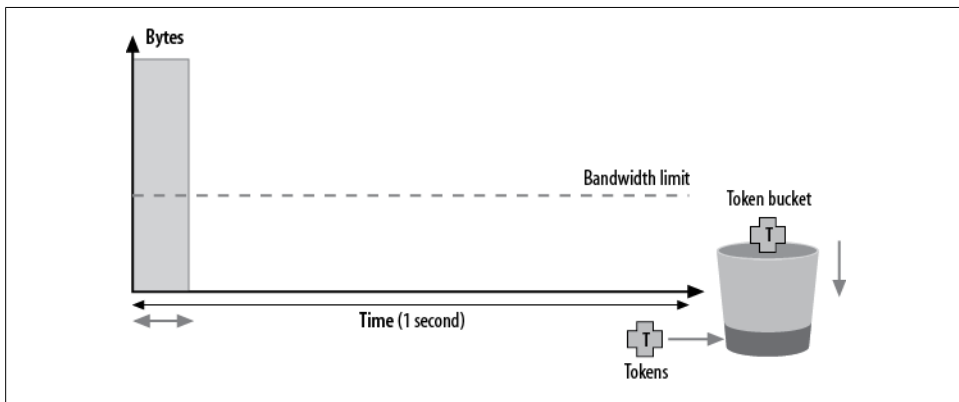 Bytes
Bandwidth limit
Token bucket
T
Time (1 second)
T
Tokens